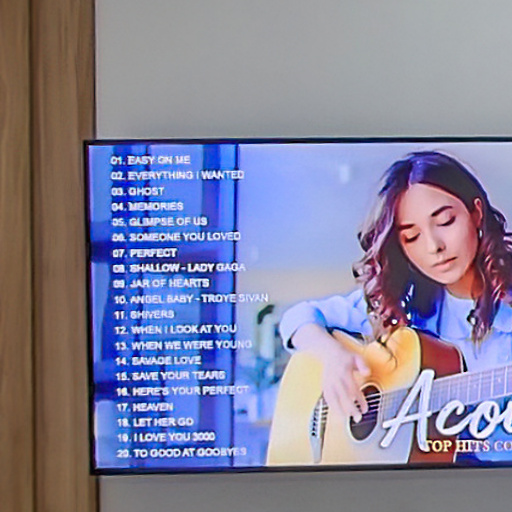 01. EASY ON ME
02. EVERYTHING I WANTED
03. GHOST
04. MEMORIES
05. GLIMPSE OF US
06. SOMEONE YOU LOVED
07. PERFECT
08. SHALLOW - LADY GAGA
09. JAR OF HEARTS
10. ANGEL BABY - TROYE SIVAN
11. SHIVERS
12. WHEN I LOOK AT YOU
13. WHEN WE WERE YOUNG
14. SAVAGE LOVE
15. SAVE YOUR TEARS
16. HERE'S YOUR PERFECT
17. HEAVEN
18. LET HER GO
19. I LOVE YOU 3000
20. TO GOOD AT GOOBYES
Acou
TOP HITS CO